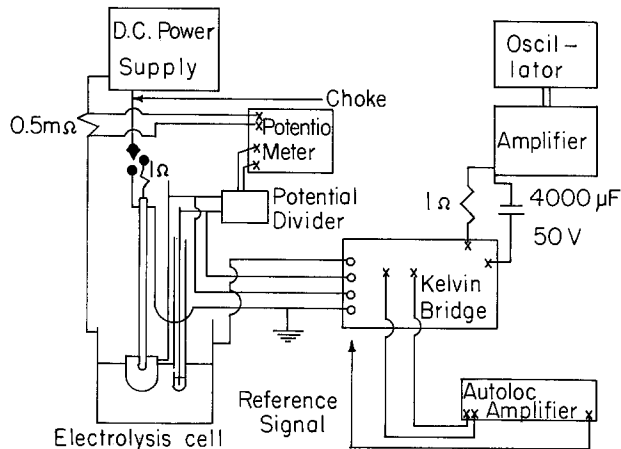 D.C. Power
Supply
Oscil-
lator
Choke
0.5mΩ
Potentio
Meter
Amplifier
1Ω
Potential
Divider
1Ω
4000 µF
50V
Kelvin
Bridge
Reference
Signal
Autoloc
Amplifier
Electrolysis cell